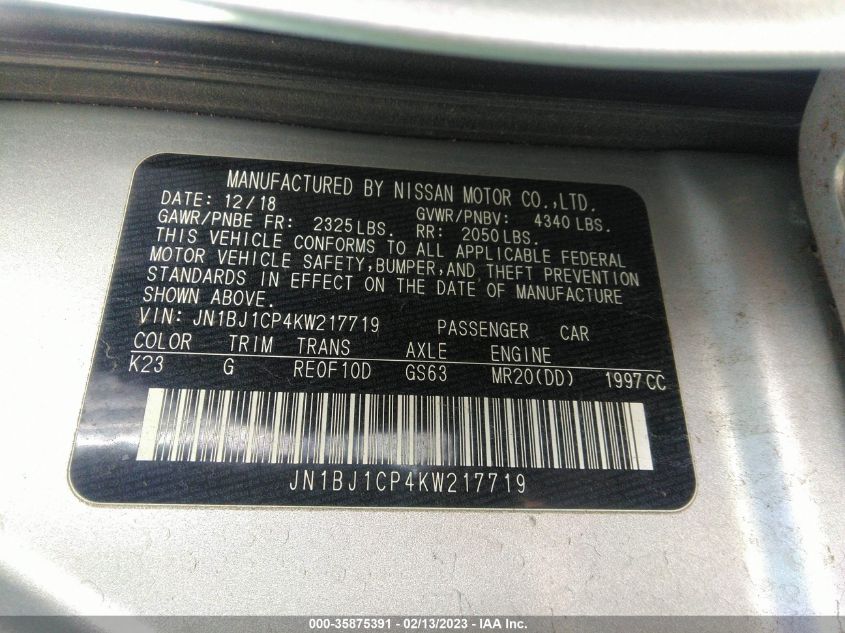 MANUFACTURED BY NISSAN MOTOR CO.,LTD.
DATE: 12/18 GVWR/PNBV: 4340 LBS.
GAWR/PNBE FR: 2325 LBS. RR: 2050 LBS.
THIS VEHICLE CONFORMS TO ALL APPLICABLE FEDERAL
MOTOR VEHICLE SAFETY, BUMPER, AND THEFT PREVENTION
STANDARDS IN EFFECT ON THE DATE OF MANUFACTURE
SHOWN ABOVE.
VIN: JN1BJ1CP4KW217719 PASSENGER CAR
COLOR TRIM TRANS AXLE ENGINE
K23 G RE0F10D GS63 MR20(DD) 1997CC
JN1BJ1CP4KW217719
000-35875391 - 02/13/2023 - IAA Inc.